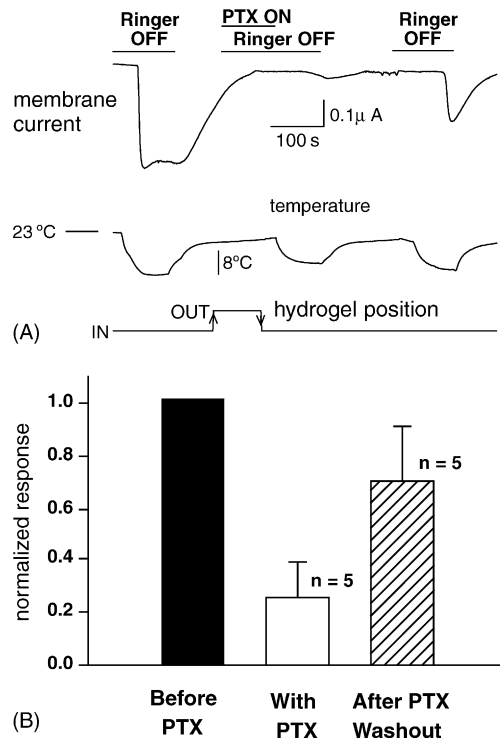 Ringer PTX ON Ringer
OFF Ringer OFF OFF
membrane
current
0.1μ A
100 s
temperature
23 °C
8°C
OUT hydrogel position
(A) IN
1.0
0.8
0.6
0.4
0.2
0.0
normalized response
n = 5
n = 5
Before With After PTX
PTX PTX Washout
(B)